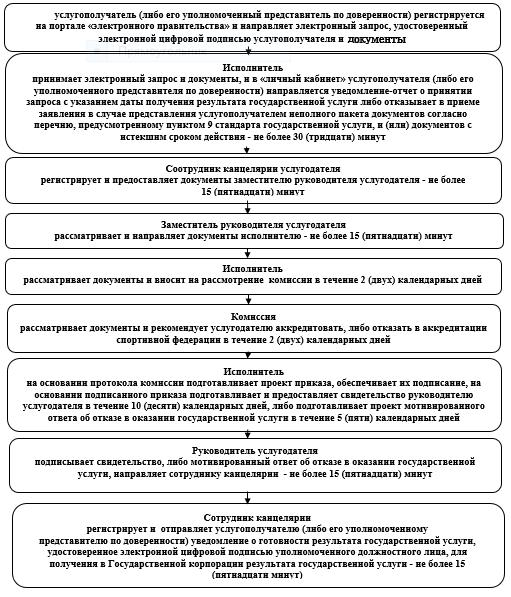 услугополучатель (либо его уполномоченный представитель по доверенности) регистрируется
на портале «электронного правительства» и направляет электронный запрос, удостоверенный
электронной цифровой подписью услугополучателя и документы
Исполнитель
принимает электронный запрос и документы, и в «личный кабинет» услугополучателя (либо его
уполномоченного представителя по доверенности) направляется уведомление-отчет о принятии
запроса с указанием даты получения результата государственной услуги либо отказывает в приеме
заявления в случае представления услугополучателем неполного пакета документов согласно
перечню, предусмотренному пунктом 9 стандарта государственной услуги, и (или) документов с
истекшим сроком действия - не более 30 (тридцати) минут
Соотрудник канцелярии услугодателя
регистрирует и предоставляет документы заместителю руководителя услугодателя - не более
15 (пятнадцати) минут
Заместитель руководителя услугодателя
рассматривает и направляет документы исполнителю - не более 15 (пятнадцати) минут
Исполнитель
рассматривает документы и вносит на рассмотрение комиссии в течение 2 (двух) календарных дней
Комиссия
рассматривает документы и рекомендует услугодателю аккредитовать, либо отказать в аккредитации
спортивной федерации в течение 2 (двух) календарных дней
Исполнитель
на основании протокола комиссии подготавливает проект приказа, обеспечивает их подписание, на
основании подписанного приказа подготавливает и предоставляет свидетельство руководителю
услугодателя в течение 10 (десяти) календарных дней, либо подготавливает проект мотивированного
ответа об отказе в оказании государственной услуги в течение 5 (пяти) календарных дней
Руководитель услугодателя
подписывает свидетельство, либо мотивированный ответ об отказе в оказании государственной
услуги, направляет сотруднику канцелярии - не более 15 (пятнадцати) минут
Сотрудник канцелярии
регистрирует и отправляет услугополучателю (либо его уполномоченному
представителю по доверенности) уведомление о готовности результата государственной услуги,
удостоверенное электронной цифровой подписью уполномоченного должностного лица, для
получения в Государственной корпорации результата государственной услуги - не более 15
(пятнадцати минут)